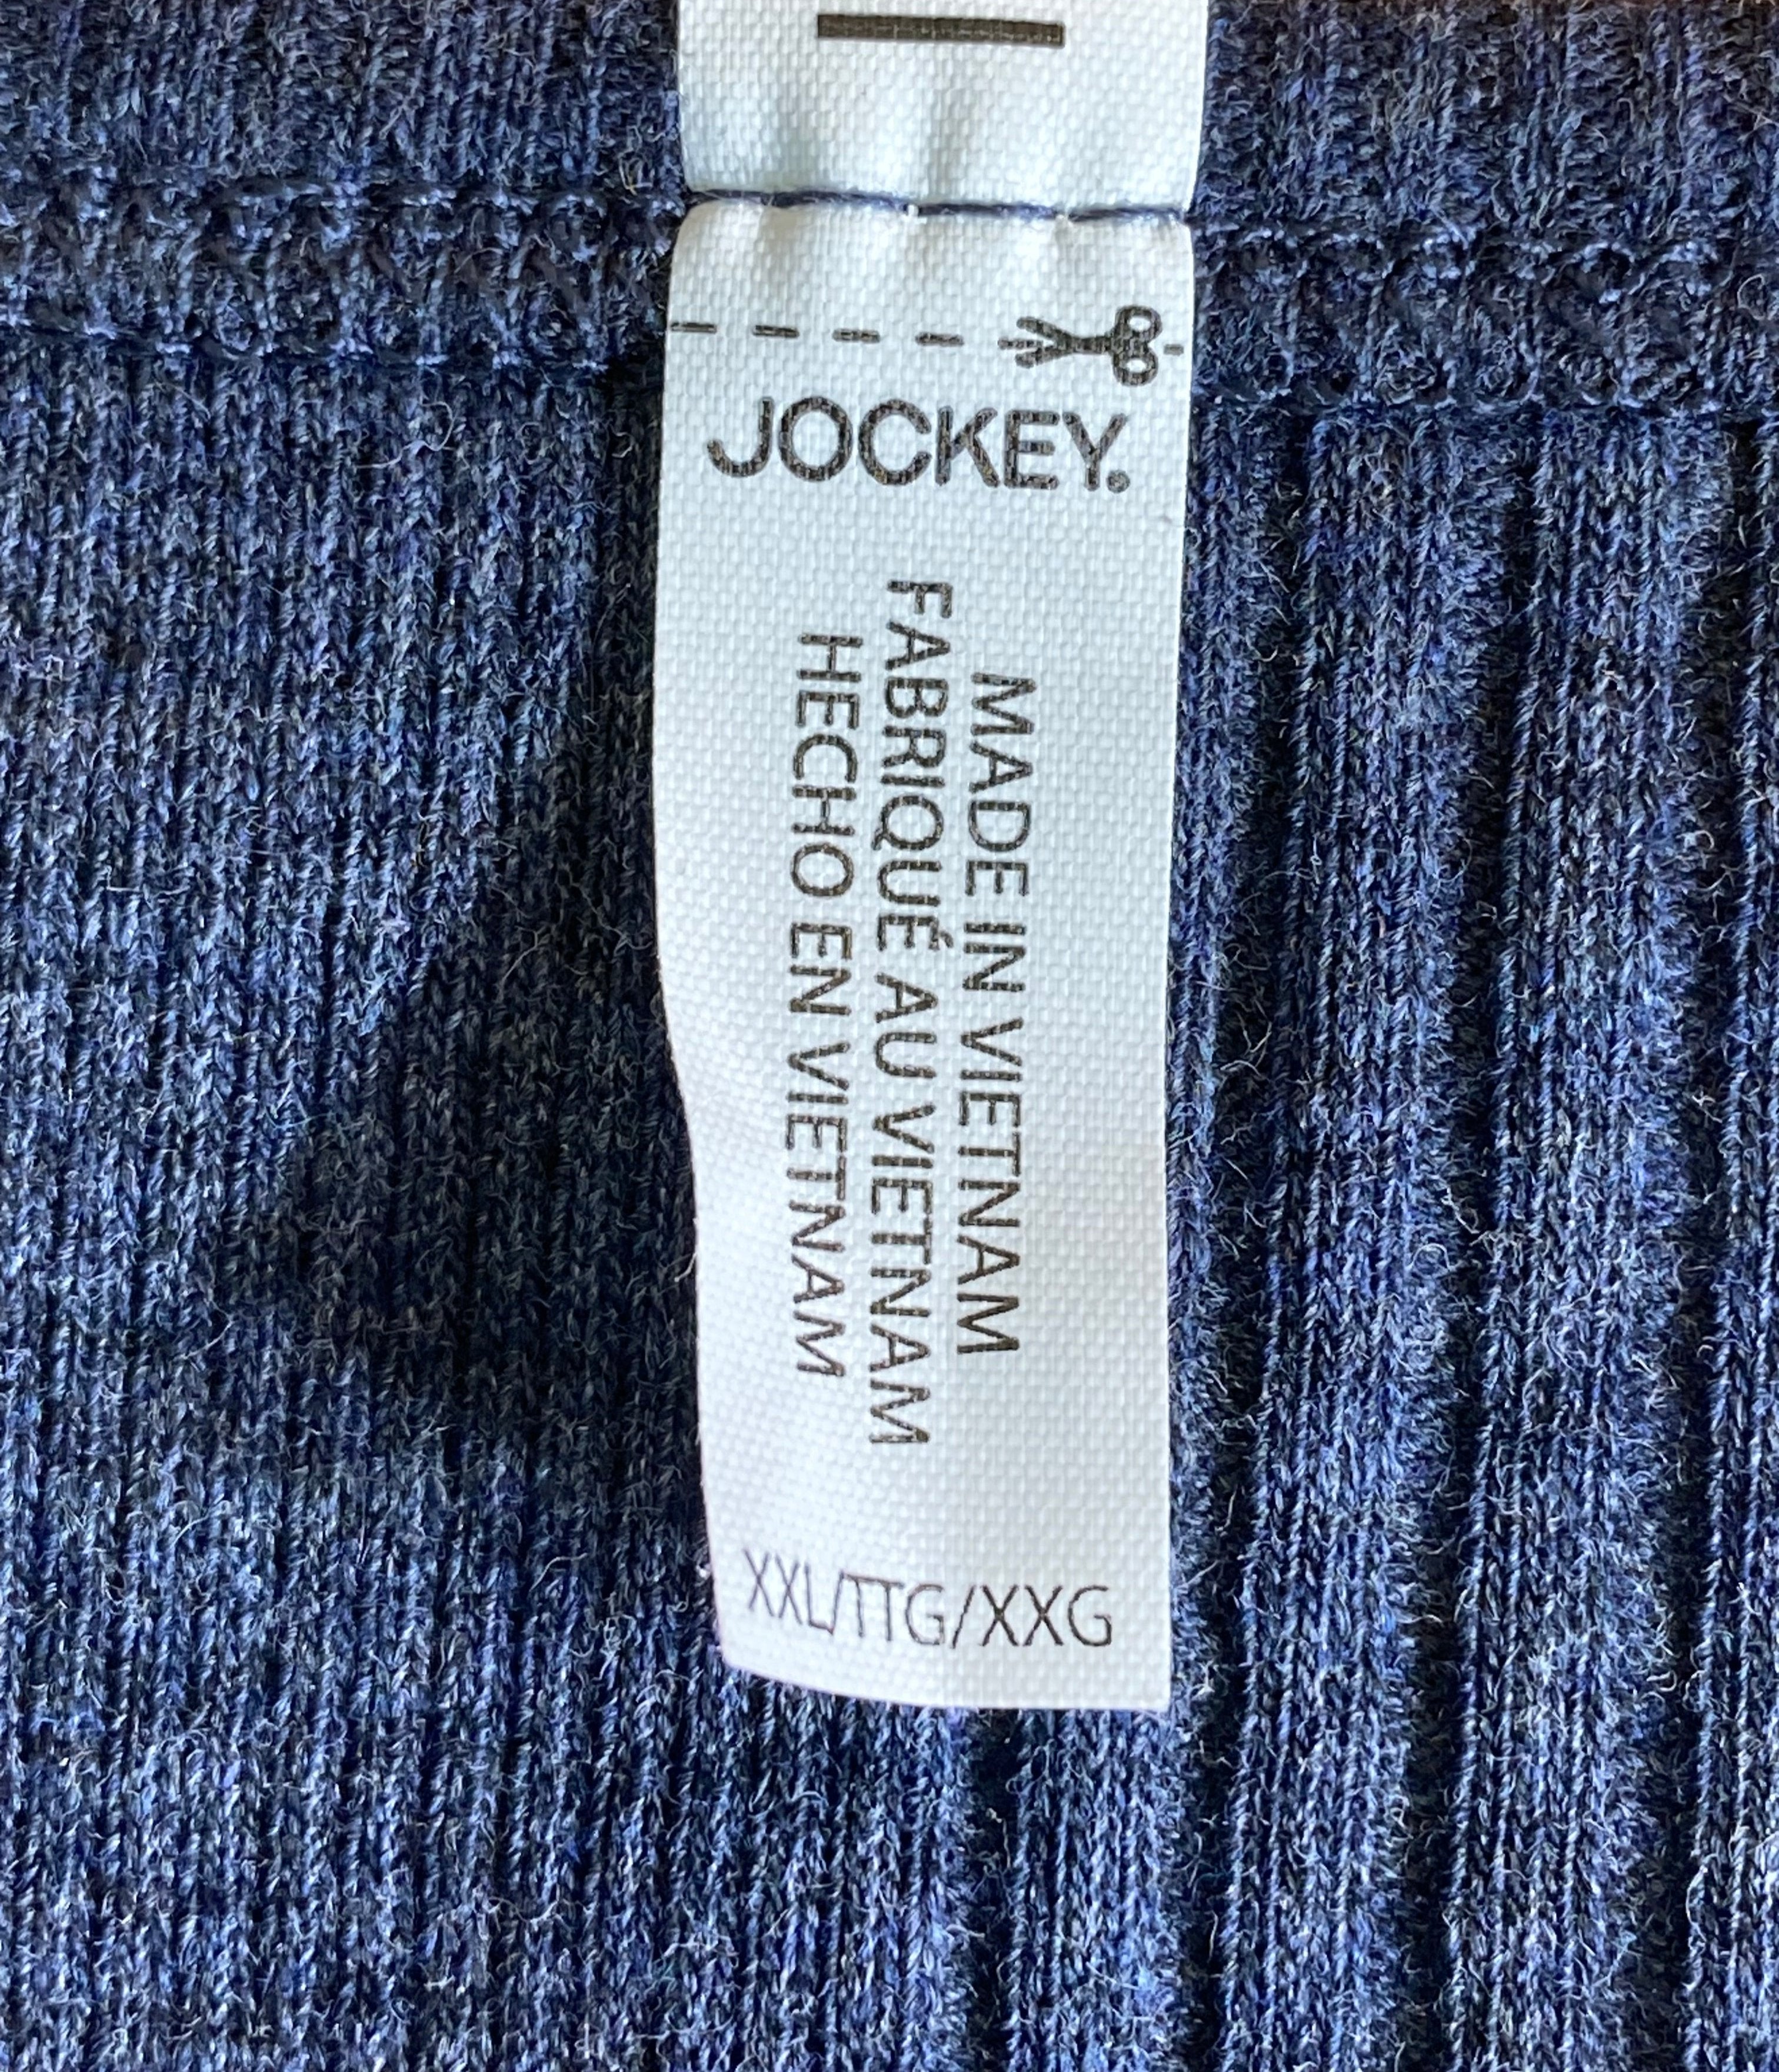 JOCKEY.
MADE IN VIETNAM
FABRIQUÉ AU VIETNAM
HECHO EN VIETNAM
XXL/TTG/XXG